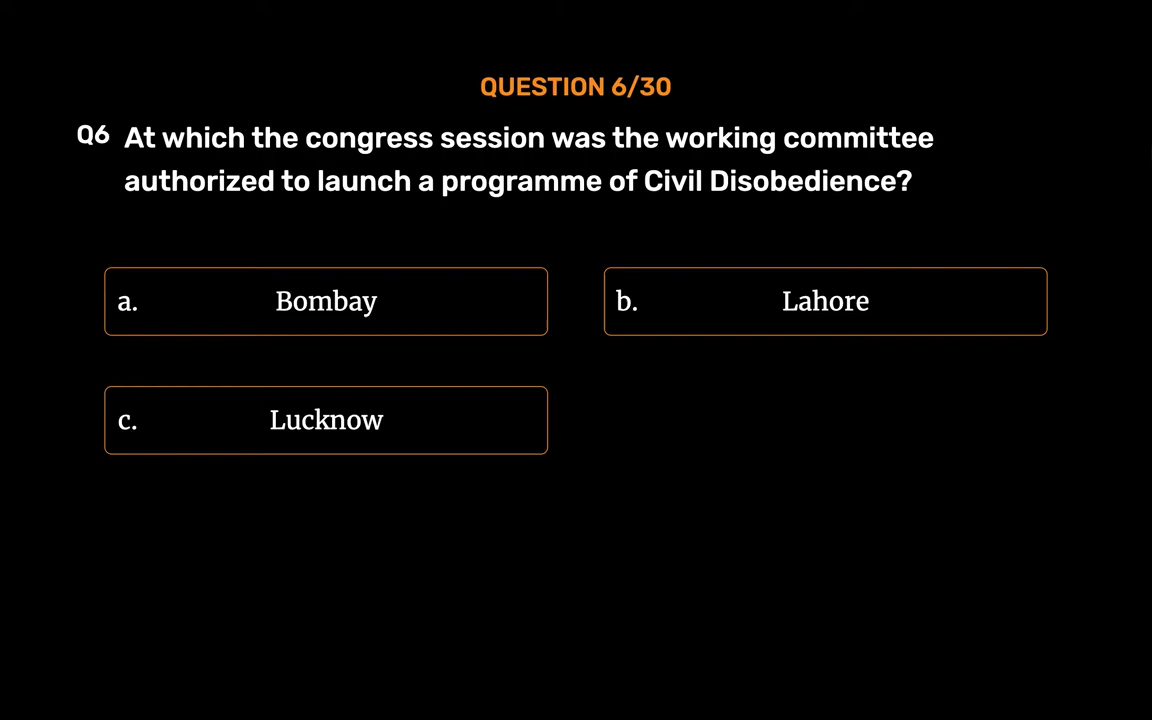 QUESTION 6/30
Q6 At which the congress session was the working committee
authorized to launch a programme of Civil Disobedience?
a. Bombay
b. Lahore
c. Lucknow